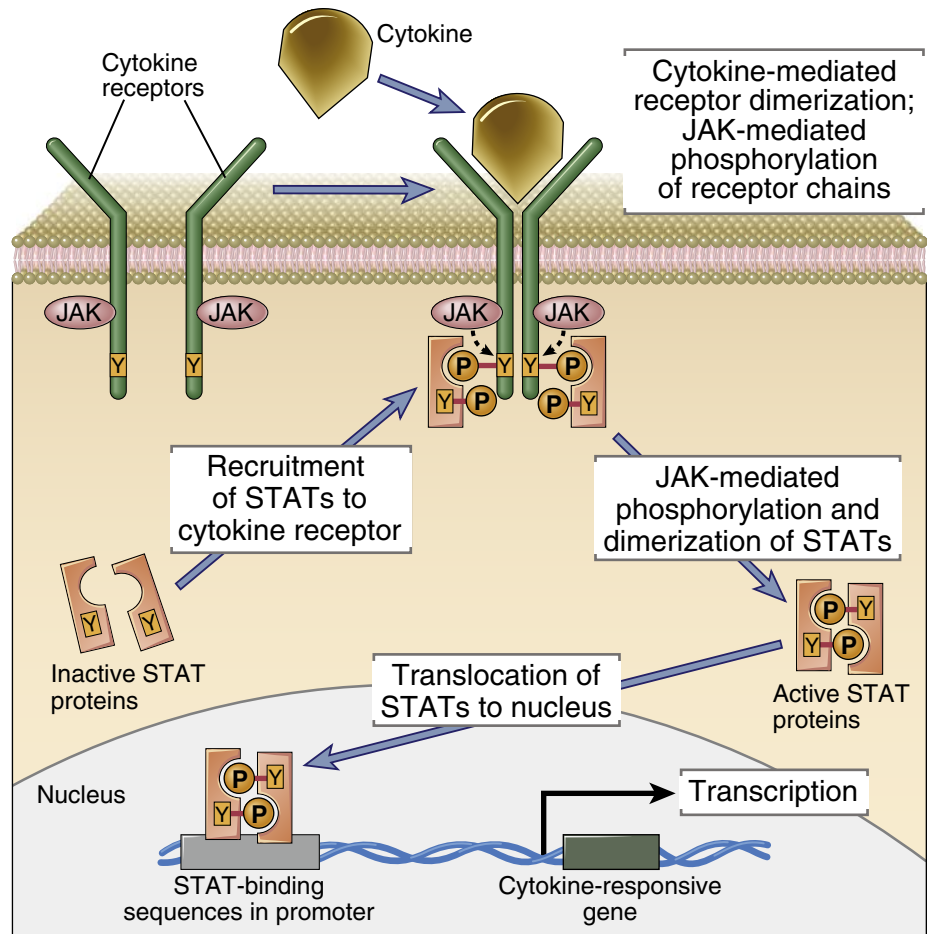 Cytokine
Cytokine
receptors
Cytokine-mediated
receptor dimerization;
JAK-mediated
phosphorylation
of receptor chains
JAK
JAK
JAK
JAK
Y
Y
P
Y
Y
P
Y
P
P
Y
Recruitment
of STATs to
cytokine receptor
JAK-mediated
phosphorylation and
dimerization of STATs
Y
Y
Inactive STAT
proteins
P
Y
Y
P
Active STAT
proteins
Translocation of
STATs to nucleus
Nucleus
P
Y
Y
P
Transcription
STAT-binding
sequences in promoter
Cytokine-responsive
gene